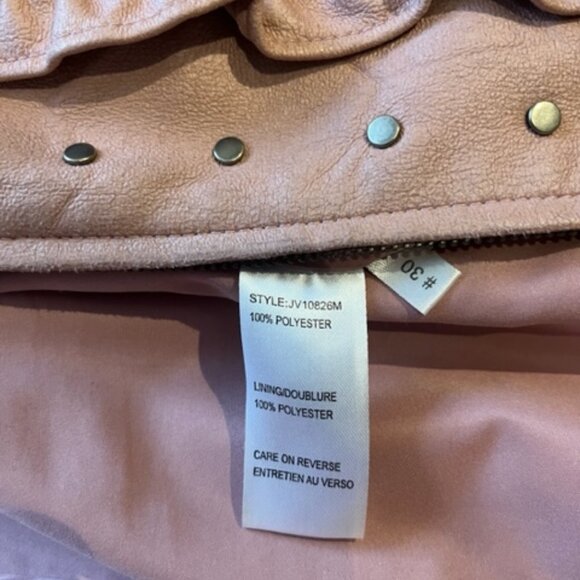 STYLE:JV10826M
100% POLYESTER
LINING/DOUBLURE
100% POLYESTER
CARE ON REVERSE
ENTRETIEN AU VERSO
# 30